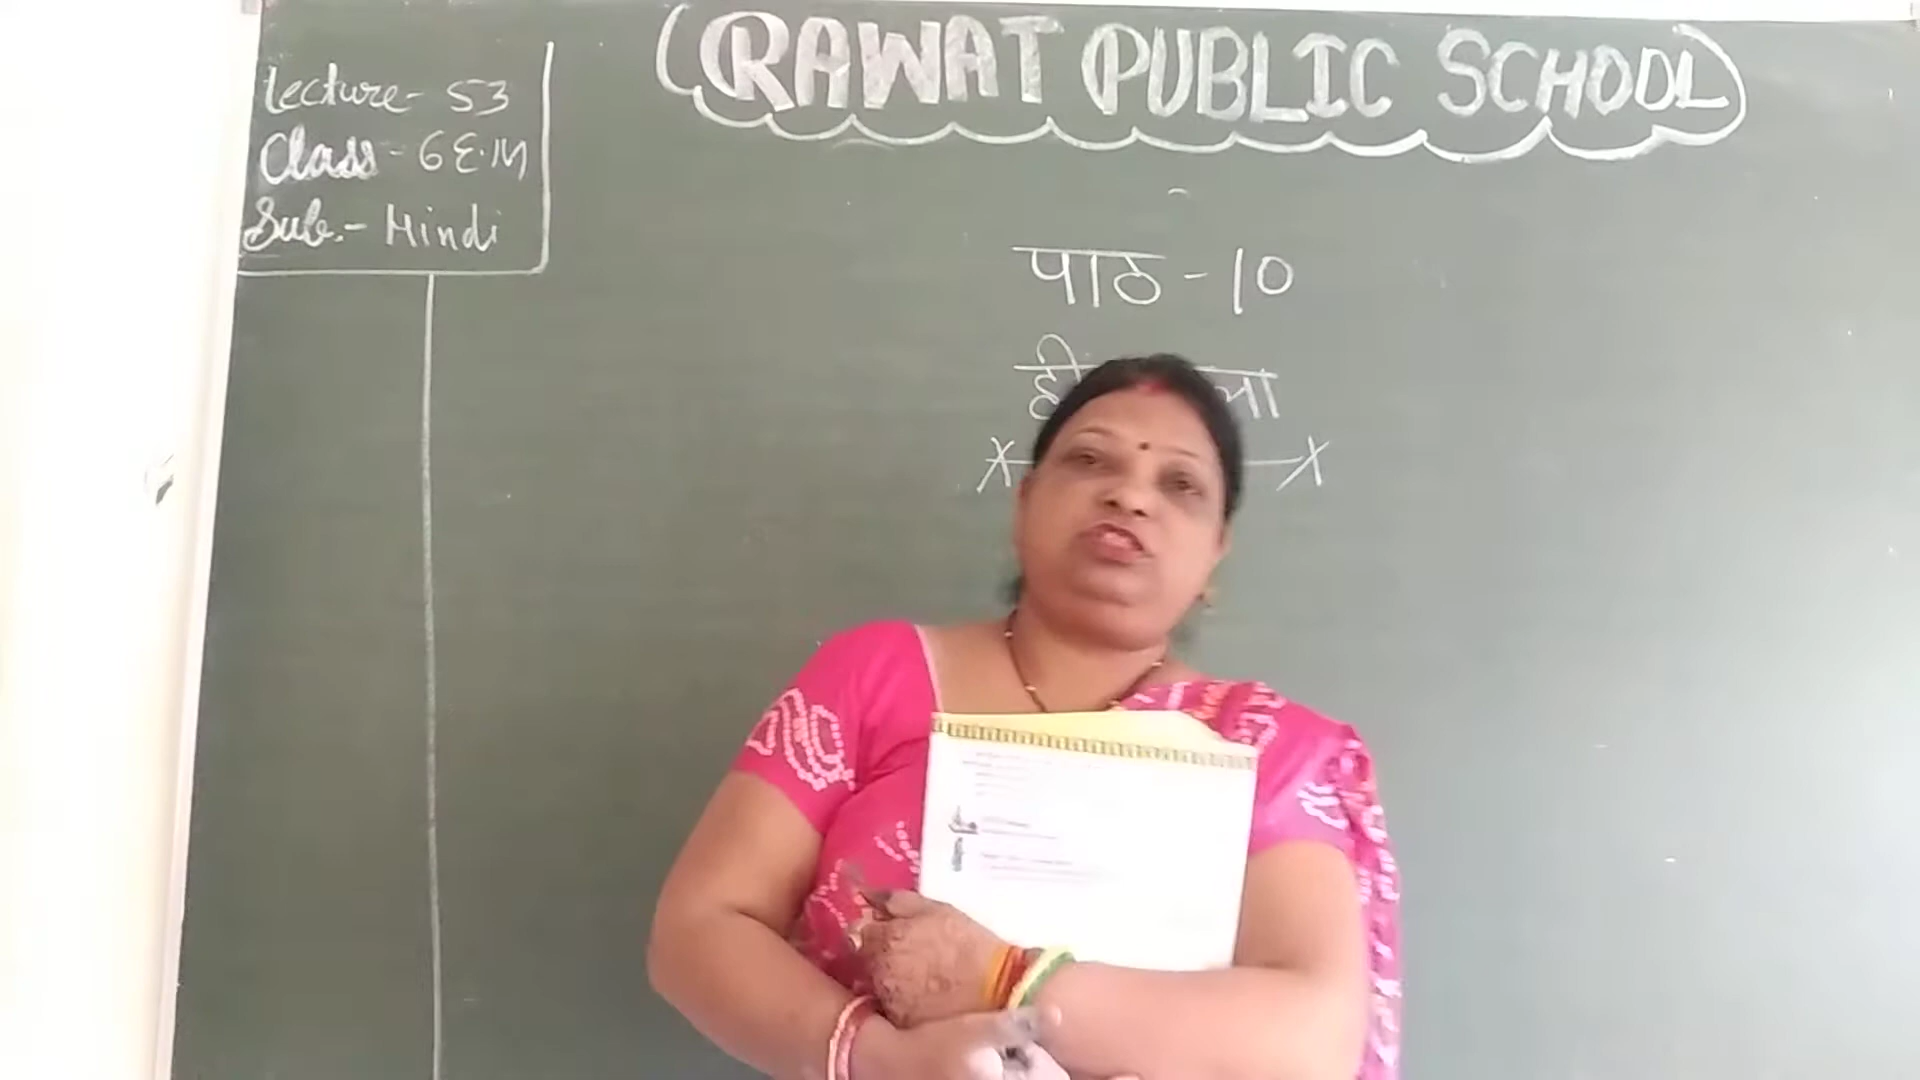 RAWAT PUBLIC SCHOOL
Lecture- 53
Class - 6 E.M
Sub.- Hindi
पाठ - 10